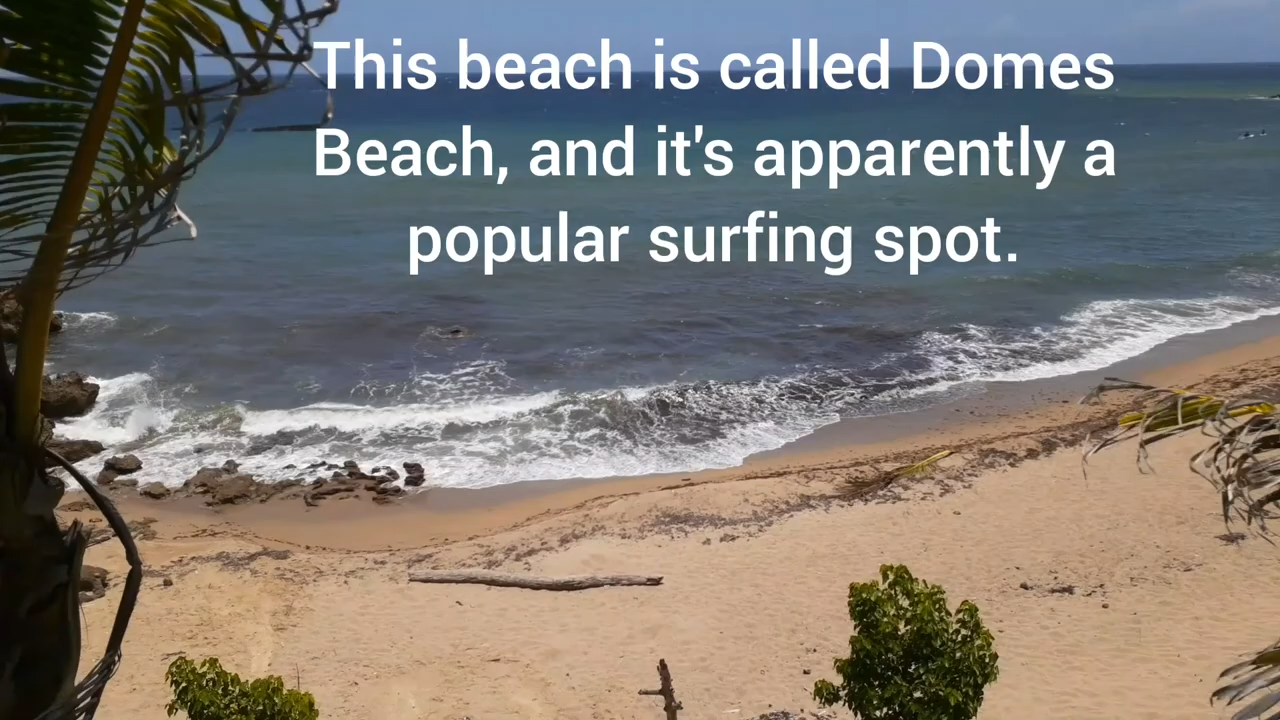 This beach is called Domes
Beach, and it's apparently a
popular surfing spot.